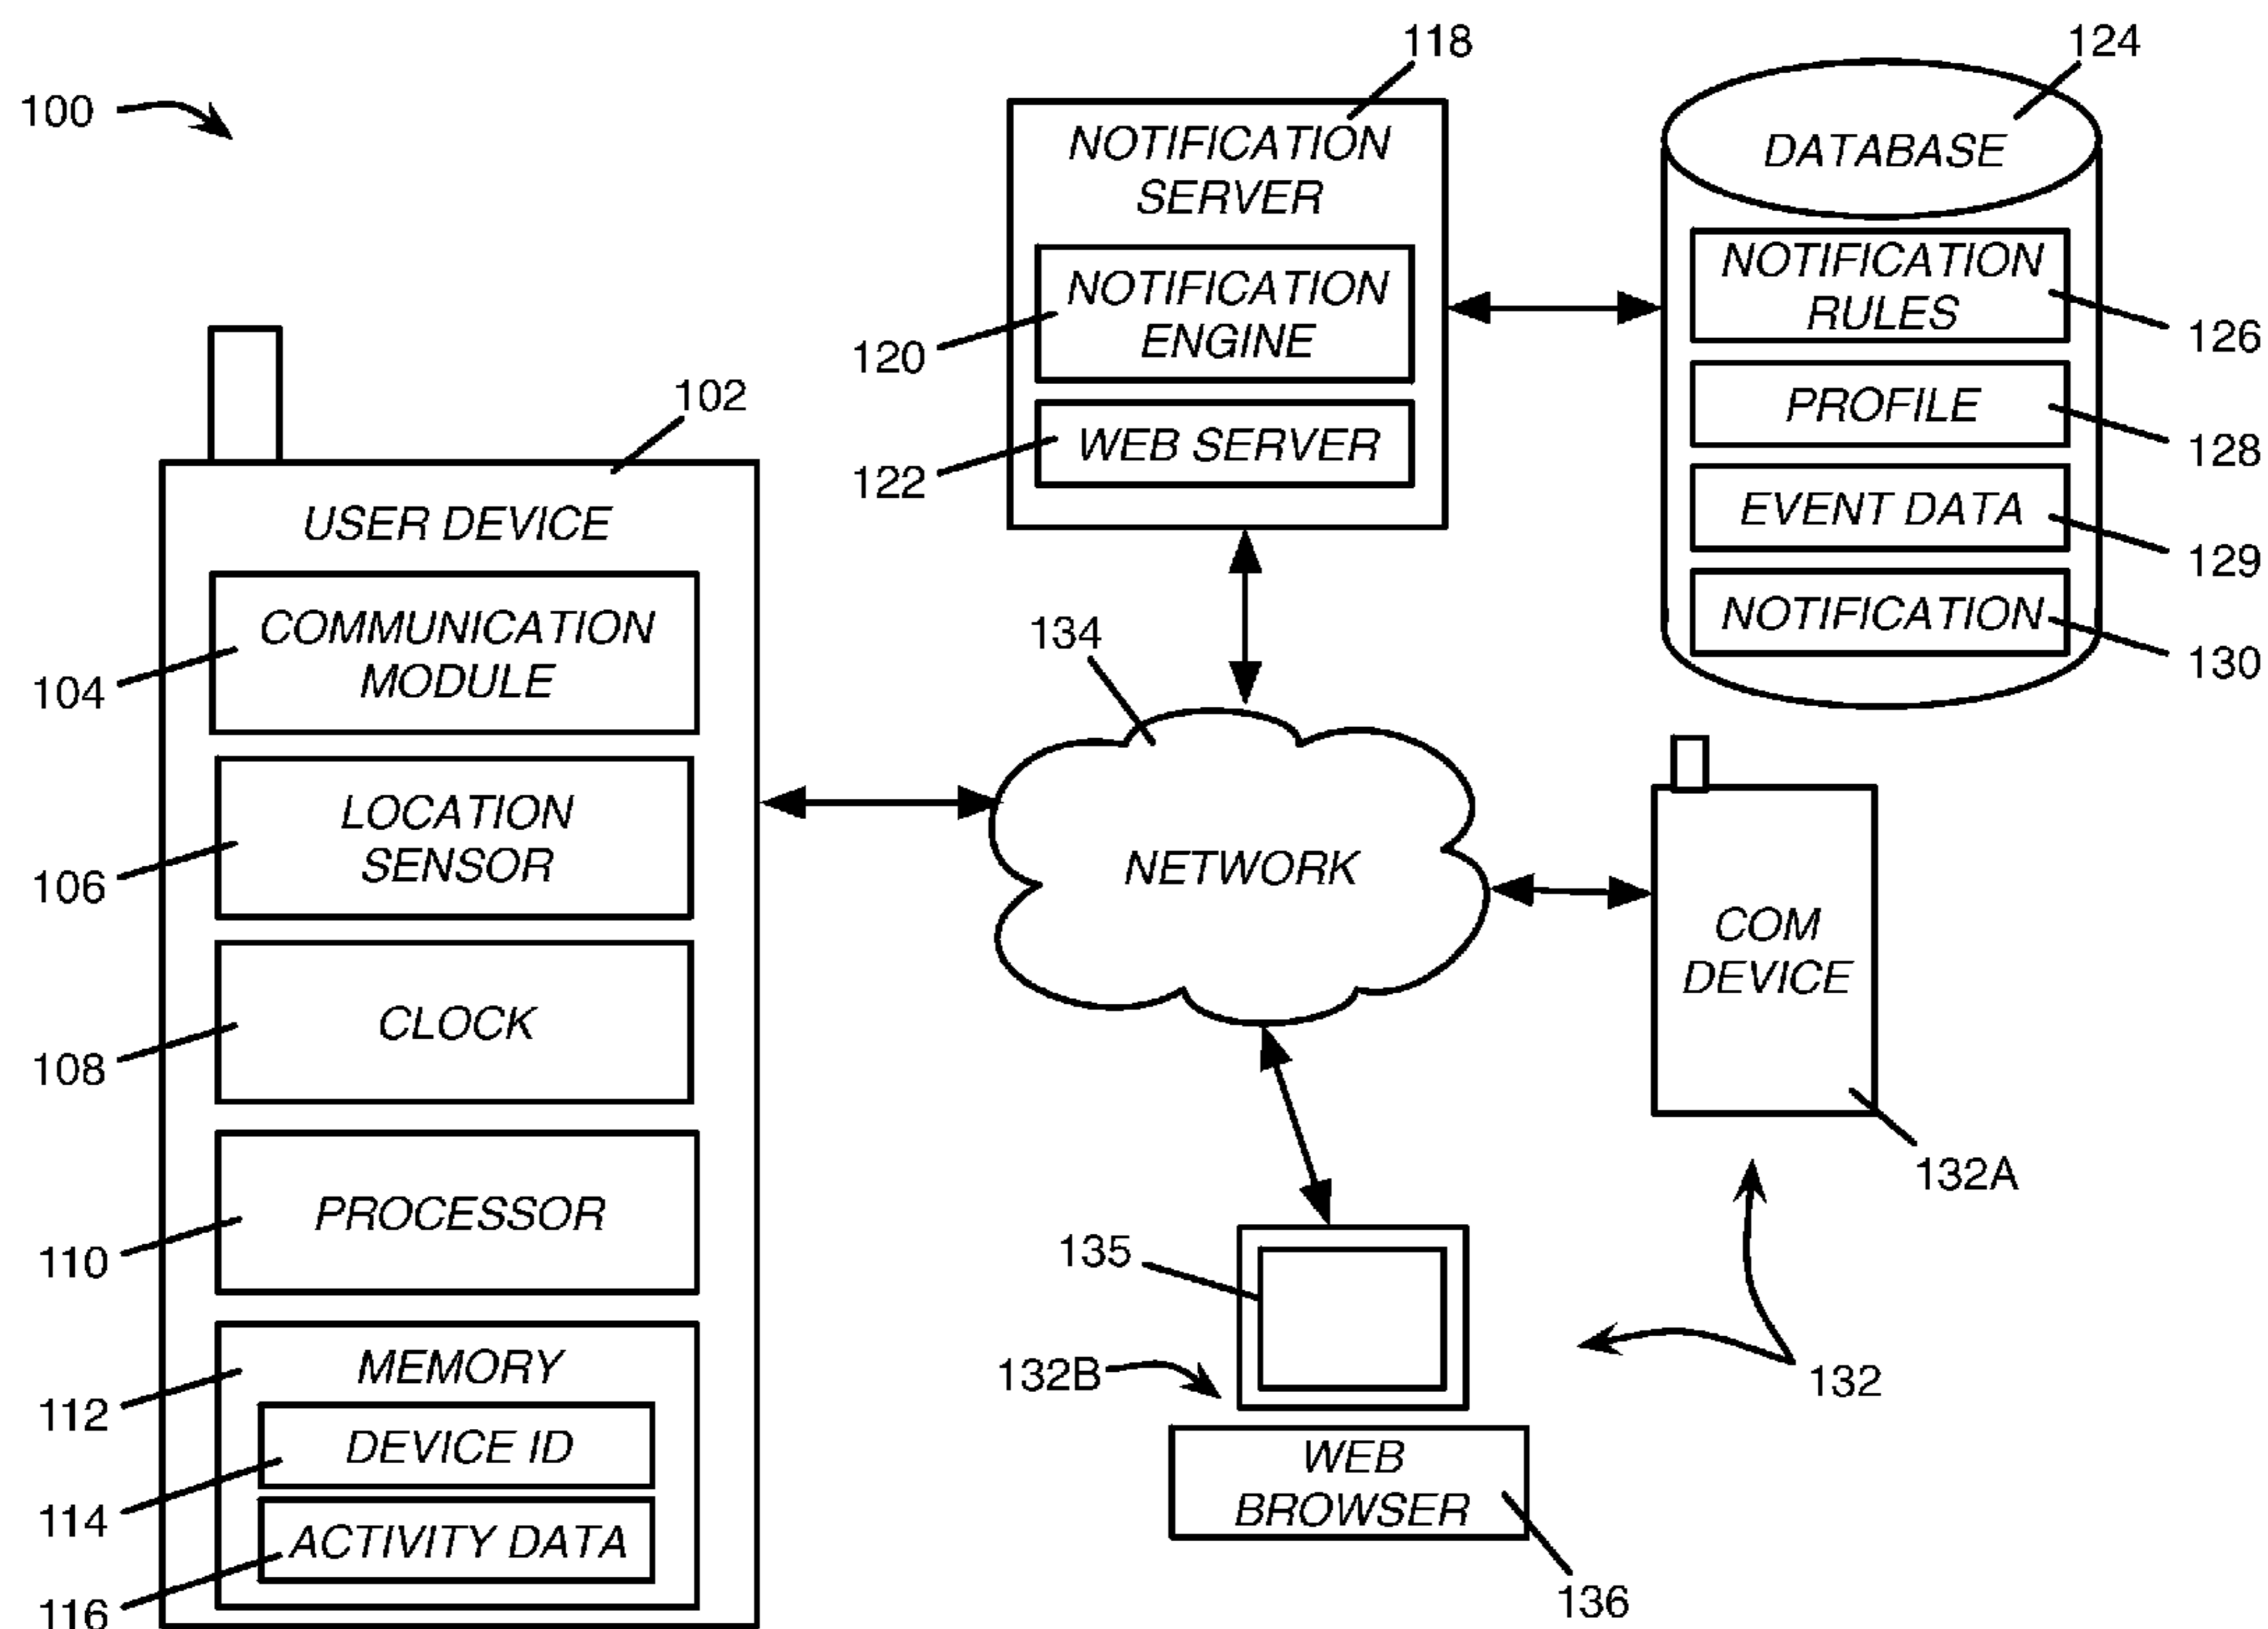 118
124
100
NOTIFICATION
SERVER
DATABASE
NOTIFICATION
ENGINE
120
WEB SERVER
122
NOTIFICATION
RULES
126
PROFILE
128
EVENT DATA
129
NOTIFICATION
130
102
USER DEVICE
COMMUNICATION
MODULE
104
LOCATION
SENSOR
106
CLOCK
108
PROCESSOR
110
MEMORY
112
DEVICE ID
114
ACTIVITY DATA
116
134
NETWORK
COM
DEVICE
132A
135
132B
132
WEB
BROWSER
136